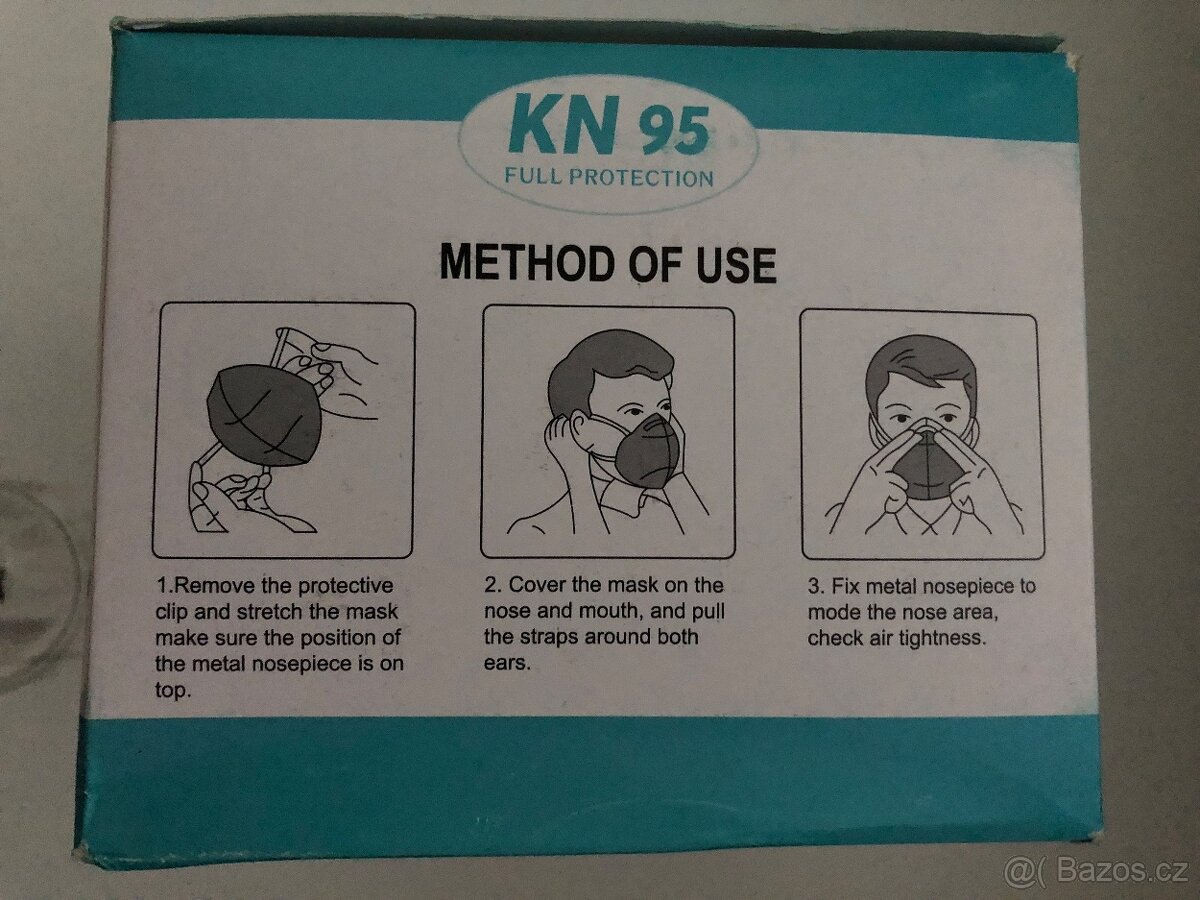 KN 95
FULL PROTECTION
METHOD OF USE
1.Remove the protective
clip and stretch the mask
make sure the position of
the metal nosepiece is on
top.
2. Cover the mask on the
nose and mouth, and pull
the straps around both
ears.
3. Fix metal nosepiece to
mode the nose area,
check air tightness.
@( Bazos.cz